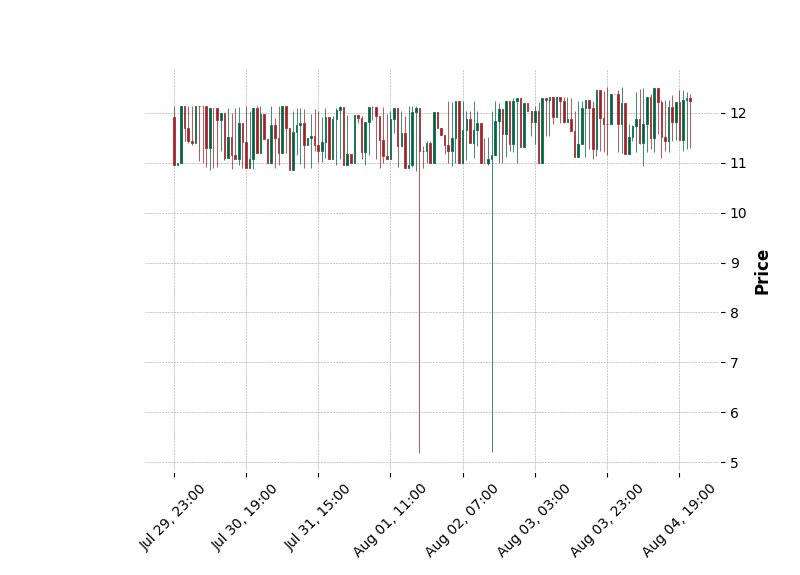 12
11
10
9
8
7
6
5
Price
Jul 29, 23:00
Jul 30, 19:00
Jul 31, 15:00
Aug 01, 11:00
Aug 02, 07:00
Aug 03, 03:00
Aug 03, 23:00
Aug 04, 19:00